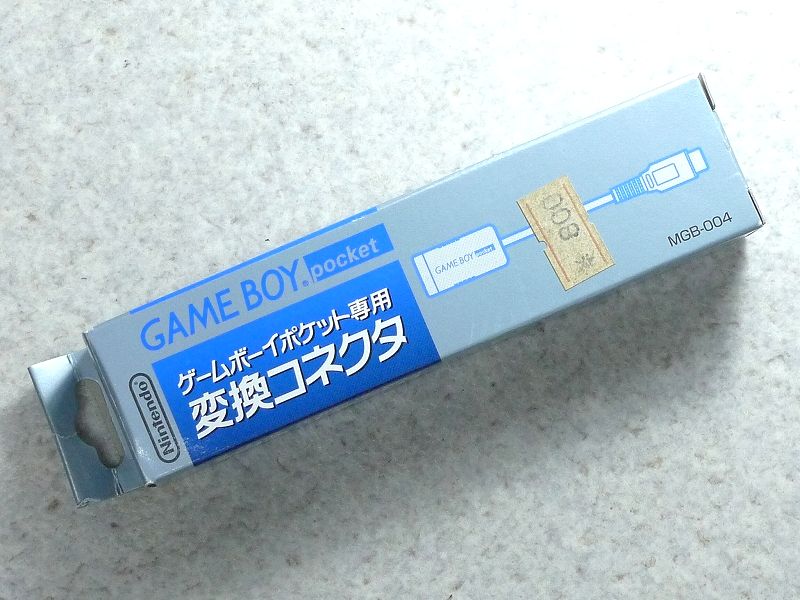 GAME BOY® pocket
ゲームボーイポケット専用
変換コネクタ
Nintendo®
GAME BOY pocket
800
MGB-004